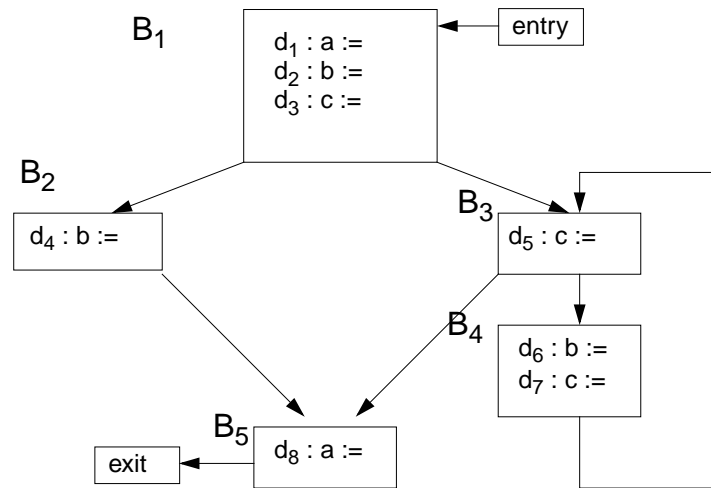 B₁
entry
d₁ : a :=
d₂ : b :=
d₃ : c :=
B₂
B₃
d₄ : b :=
d₅ : c :=
B₄
d₆ : b :=
d₇ : c :=
B₅
d₈ : a :=
exit